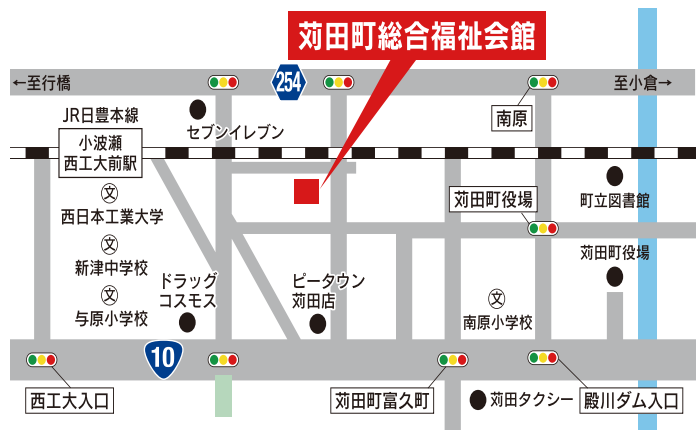 苅田町総合福祉会館
←至行橋
254
至小倉→
JR日豊本線
セブンイレブン
南原
小波瀬
西工大前駅
文
西日本工業大学
苅田町役場
町立図書館
文
新津中学校
苅田町役場
ドラッグ
コスモス
ピータウン
苅田店
文
与原小学校
文
南原小学校
10
西工大入口
苅田町富久町
苅田タクシー
殿川ダム入口